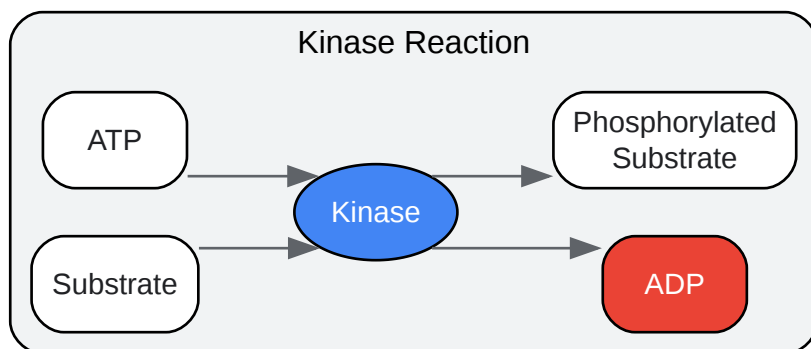 Kinase Reaction
ATP
Phosphorylated
Substrate
Kinase
Substrate
ADP